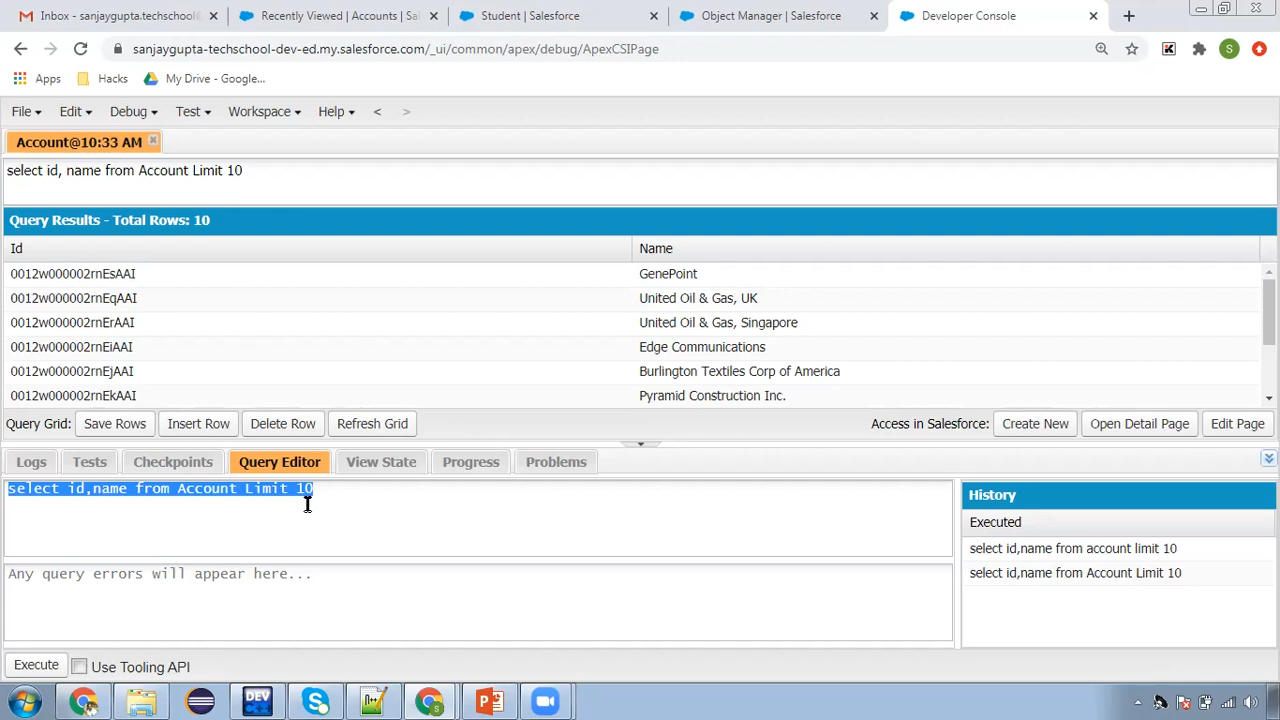 Inbox - sanjaygupta.techschool@
Recently Viewed | Accounts | Sal
Student | Salesforce
Object Manager | Salesforce
Developer Console
sanjaygupta-techschool-dev-ed.my.salesforce.com/_ui/common/apex/debug/ApexCSIPage
S
Apps Hacks My Drive - Google...
File Edit Debug Test Workspace Help < >
Account@10:33 AM
select id, name from Account Limit 10
Query Results - Total Rows: 10
Id Name
0012w000002rnEsAAI GenePoint
0012w000002rnEqAAI United Oil & Gas, UK
0012w000002rnErAAI United Oil & Gas, Singapore
0012w000002rnEiAAI Edge Communications
0012w000002rnEjAAI Burlington Textiles Corp of America
0012w000002rnEkAAI Pyramid Construction Inc.
Query Grid: Save Rows Insert Row Delete Row Refresh Grid Access in Salesforce: Create New Open Detail Page Edit Page
Logs Tests Checkpoints Query Editor View State Progress Problems
select id,name from Account Limit 10
Any query errors will appear here...
History
Executed
select id,name from account limit 10
select id,name from Account Limit 10
Execute Use Tooling API
DEV